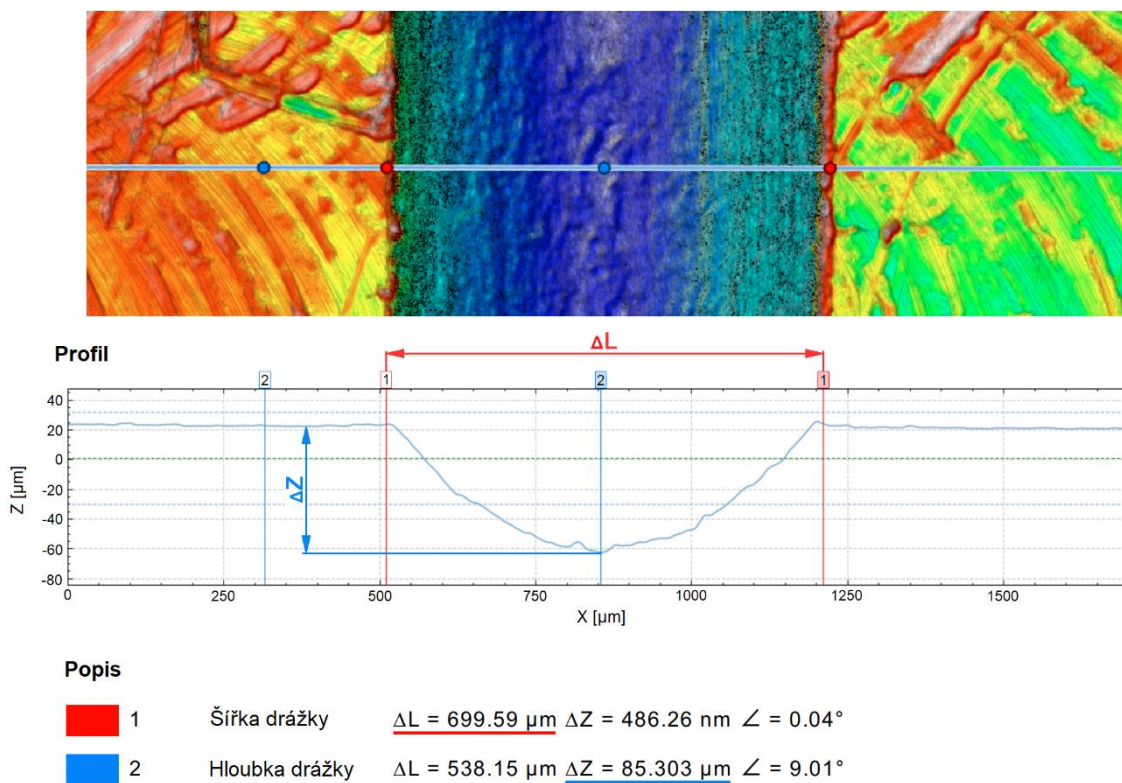 Profil
ΔL
2 1 2 1
40
20
0
-20
-40
-60
-80
Z [µm]
ΔZ
0 250 500 750 1000 1250 1500
X [µm]
Popis
1 Šířka drážky ΔL = 699.59 µm ΔZ = 486.26 nm ∠ = 0.04°
2 Hloubka drážky ΔL = 538.15 µm ΔZ = 85.303 µm ∠ = 9.01°